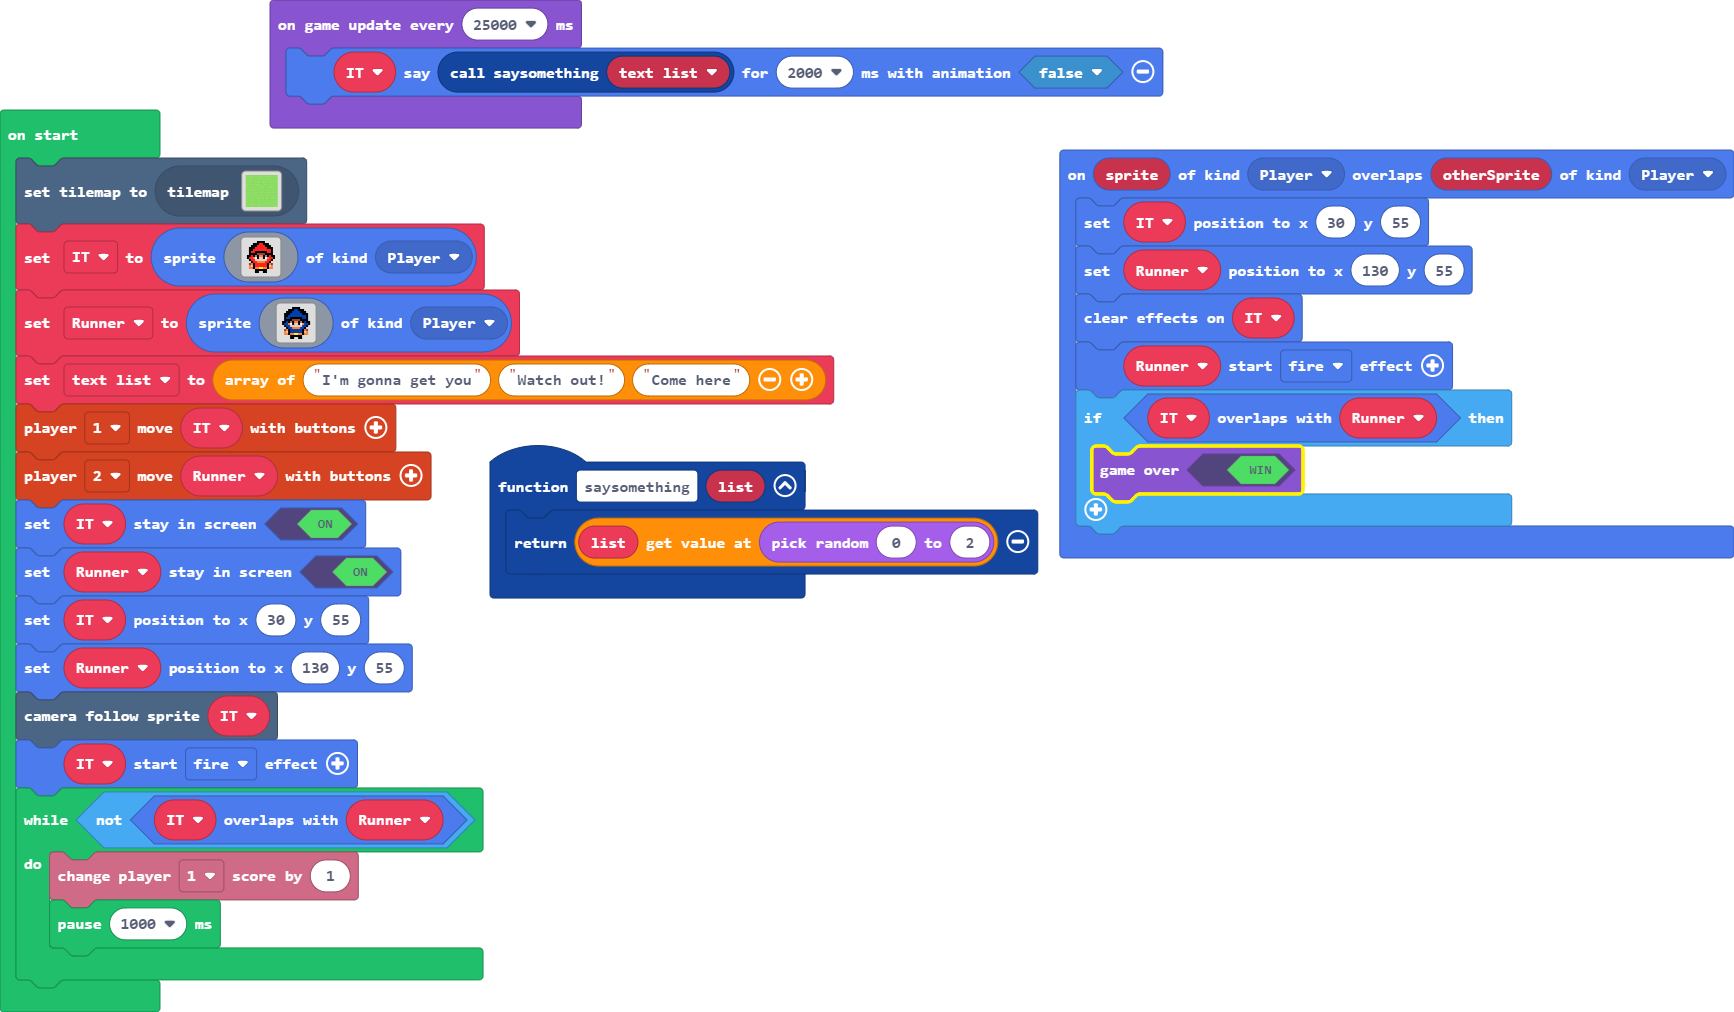 on game update every 25000 ms
IT say call saysomething text list for 2000 ms with animation false
on start
set tilemap to tilemap
set IT to sprite of kind Player
set Runner to sprite of kind Player
set text list to array of "I'm gonna get you" "Watch out!" "Come here"
player 1 move IT with buttons
player 2 move Runner with buttons
set IT stay in screen ON
set Runner stay in screen ON
set IT position to x 30 y 55
set Runner position to x 130 y 55
camera follow sprite IT
IT start fire effect
while not IT overlaps with Runner
do
change player 1 score by 1
pause 1000 ms
function saysomething list
return list get value at pick random 0 to 2
on sprite of kind Player overlaps otherSprite of kind Player
set IT position to x 30 y 55
set Runner position to x 130 y 55
clear effects on IT
Runner start fire effect
if IT overlaps with Runner then
game over WIN